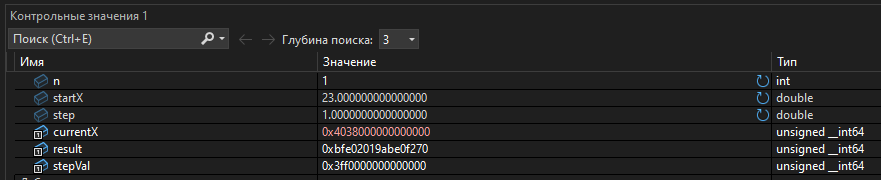 Контрольные значения 1
Поиск (Ctrl+E) Глубина поиска: 3
Имя Значение Тип
n 1 int
startX 23.000000000000000 double
step 1.0000000000000000 double
currentX 0x4038000000000000 unsigned __int64
result 0xbfe02019abe0f270 unsigned __int64
stepVal 0x3ff0000000000000 unsigned __int64